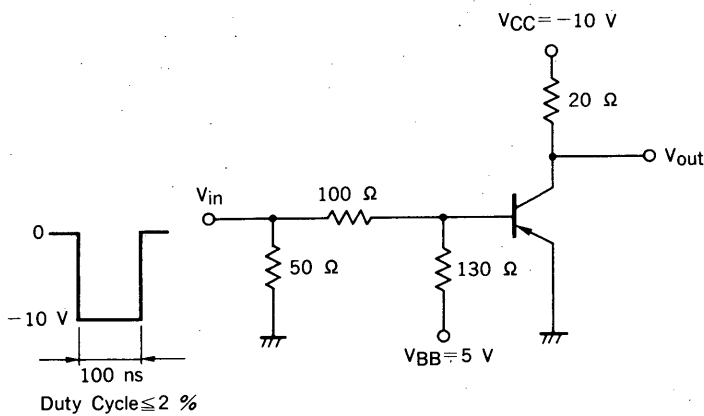 VCC=−10 V
20 Ω
Vout
Vin
100 Ω
0
50 Ω
130 Ω
−10 V
VBB=5 V
100 ns
Duty Cycle≦2 %